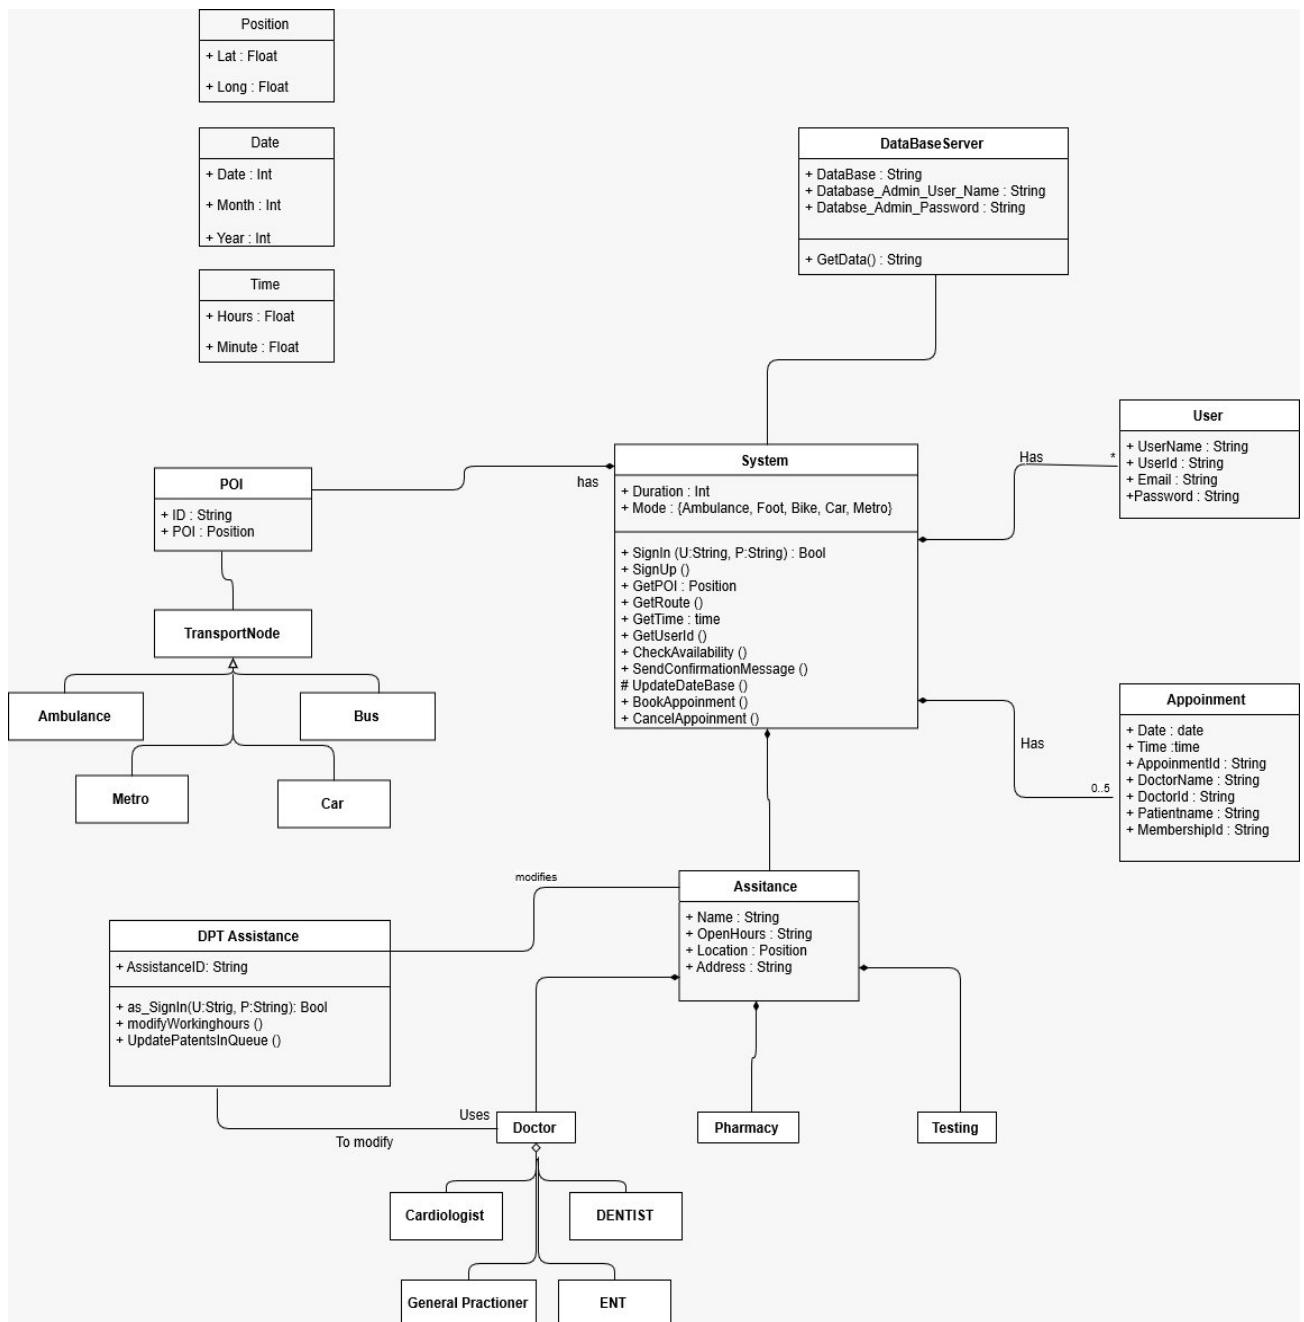 Position
+ Lat : Float
+ Long : Float
Date
+ Date : Int
+ Month : Int
+ Year : Int
Time
+ Hours : Float
+ Minute : Float
DataBaseServer
+ DataBase : String
+ Database_Admin_User_Name : String
+ Databse_Admin_Password : String
+ GetData() : String
User
+ UserName : String
+ UserId : String
+ Email : String
+Password : String
Has
*
System
+ Duration : Int
+ Mode : {Ambulance, Foot, Bike, Car, Metro}
+ SignIn (U:String, P:String) : Bool
+ SignUp ()
+ GetPOI : Position
+ GetRoute ()
+ GetTime : time
+ GetUserId ()
+ CheckAvailability ()
+ SendConfirmationMessage ()
# UpdateDateBase ()
+ BookAppoinment ()
+ CancelAppoinment ()
has
POI
+ ID : String
+ POI : Position
TransportNode
Ambulance
Bus
Metro
Car
Appoinment
+ Date : date
+ Time :time
+ AppoinmentId : String
+ DoctorName : String
+ DoctorId : String
+ Patientname : String
+ MembershipId : String
Has
0..5
modifies
Assitance
+ Name : String
+ OpenHours : String
+ Location : Position
+ Address : String
DPT Assistance
+ AssistanceID: String
+ as_SignIn(U:Strig, P:String): Bool
+ modifyWorkinghours ()
+ UpdatePatentsInQueue ()
Uses
To modify
Doctor
Pharmacy
Testing
Cardiologist
DENTIST
General Practioner
ENT